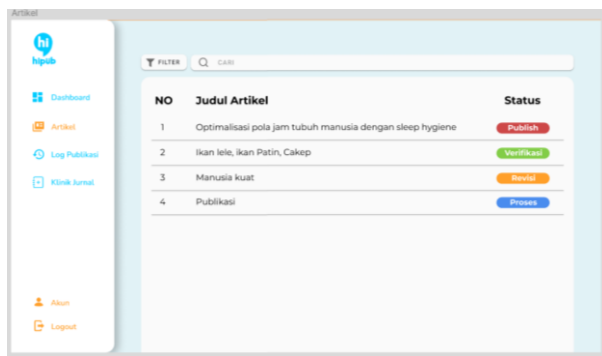 Artikel
hi
hipub
Dashboard
Artikel
Log Publikasi
Klinik Jurnal
Akun
Logout
FILTER
CARI
NO Judul Artikel Status
1 Optimalisasi pola jam tubuh manusia dengan sleep hygiene Publish
2 Ikan lele, ikan Patin, Cakep Verifikasi
3 Manusia kuat Revisi
4 Publikasi Proses